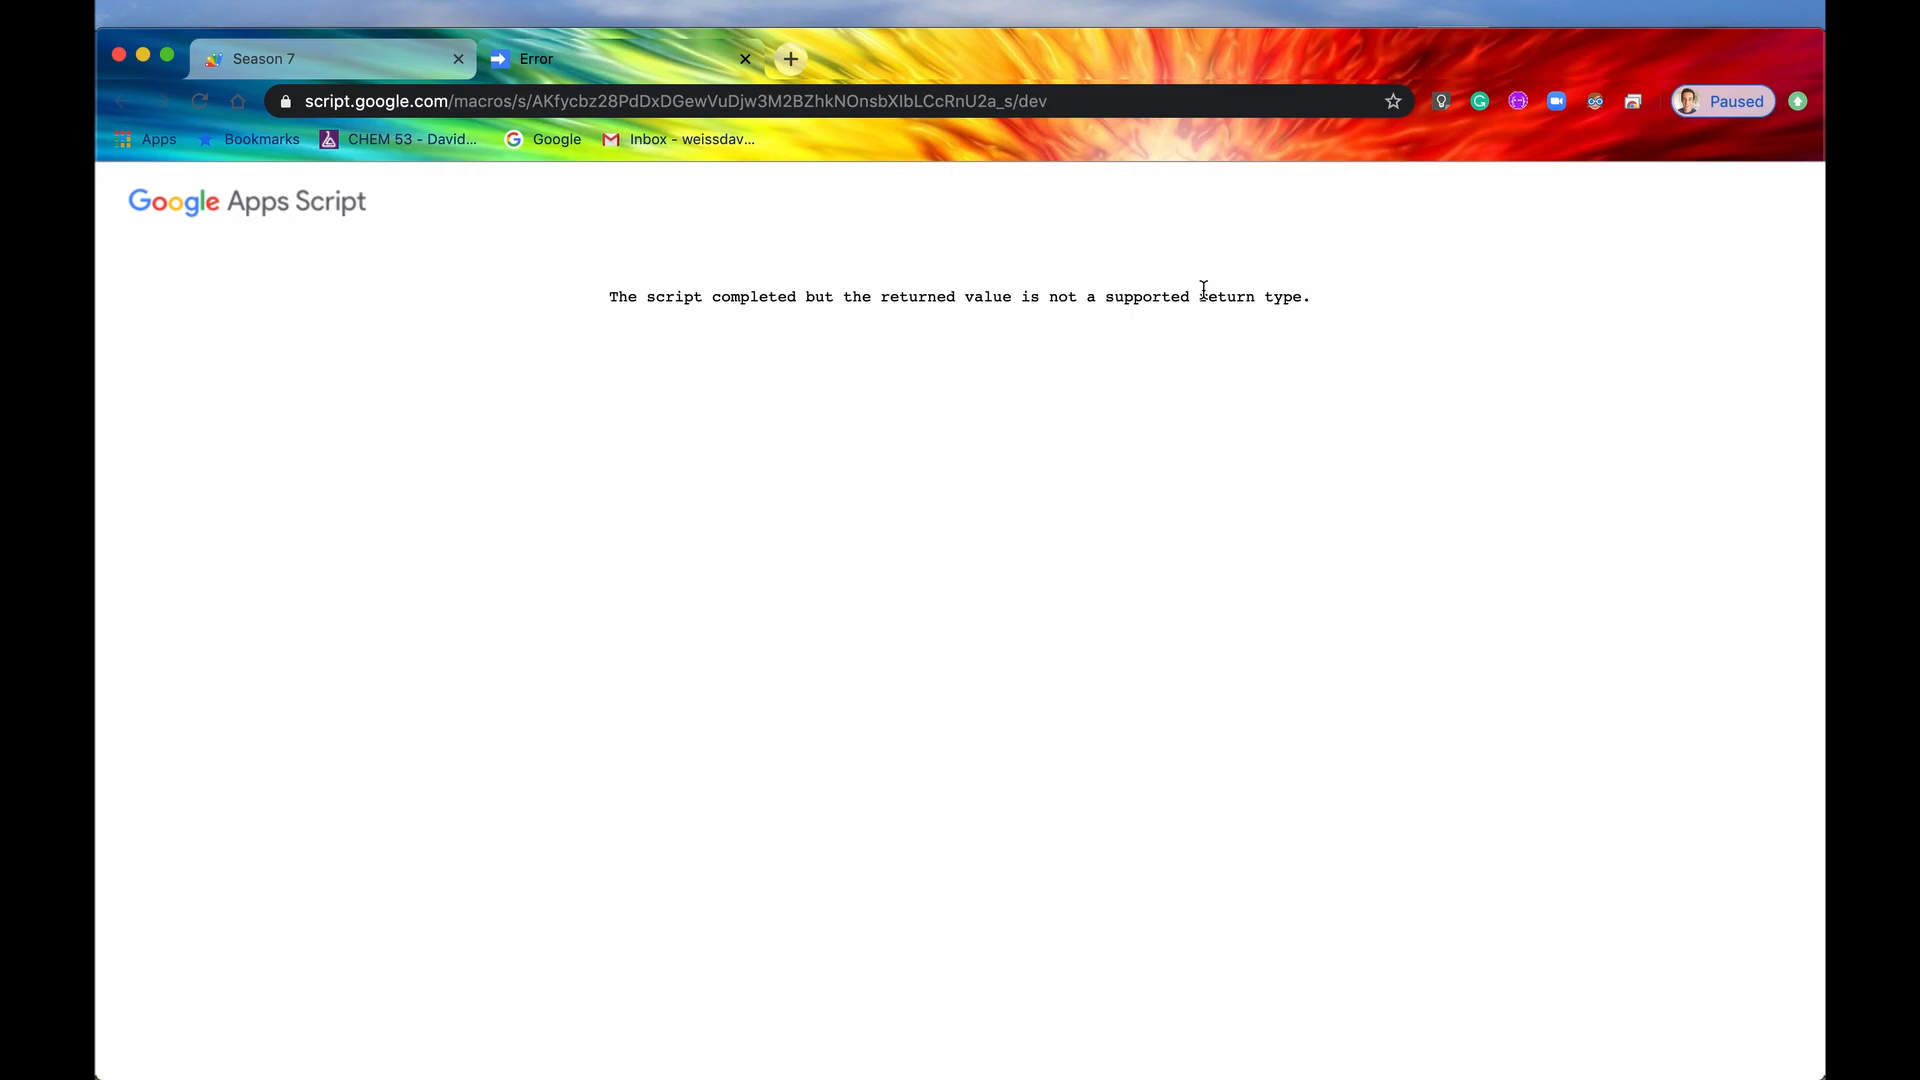 Season 7
Error
script.google.com/macros/s/AKfycbz28PdDxDGewVuDjw3M2BZhkNOnsbXIbLCcRnU2a_s/dev
Paused
Apps
Bookmarks
CHEM 53 - David...
Google
Inbox - weissdav...
Google Apps Script
The script completed but the returned value is not a supported return type.